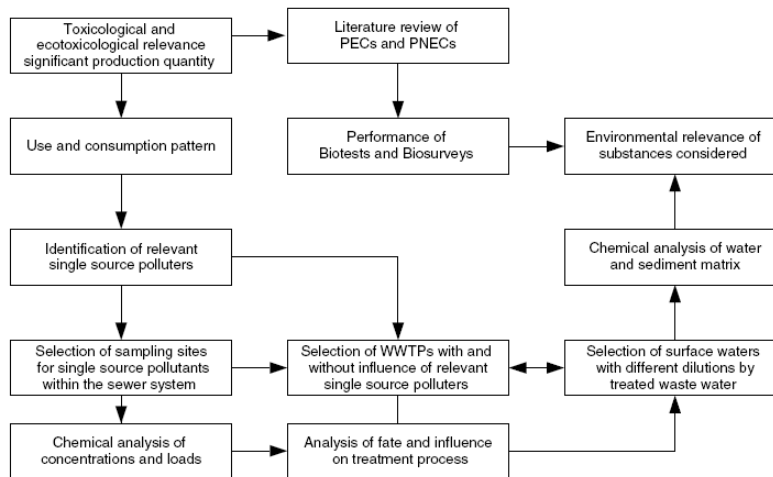 Toxicological and
ecotoxicological relevance
significant production quantity
Literature review of
PECs and PNECs
Use and consumption pattern
Performance of
Biotests and Biosurveys
Environmental relevance of
substances considered
Identification of relevant
single source polluters
Chemical analysis of water
and sediment matrix
Selection of sampling sites
for single source pollutants
within the sewer system
Selection of WWTPs with and
without influence of relevant
single source polluters
Selection of surface waters
with different dilutions by
treated waste water
Chemical analysis of
concentrations and loads
Analysis of fate and influence
on treatment process